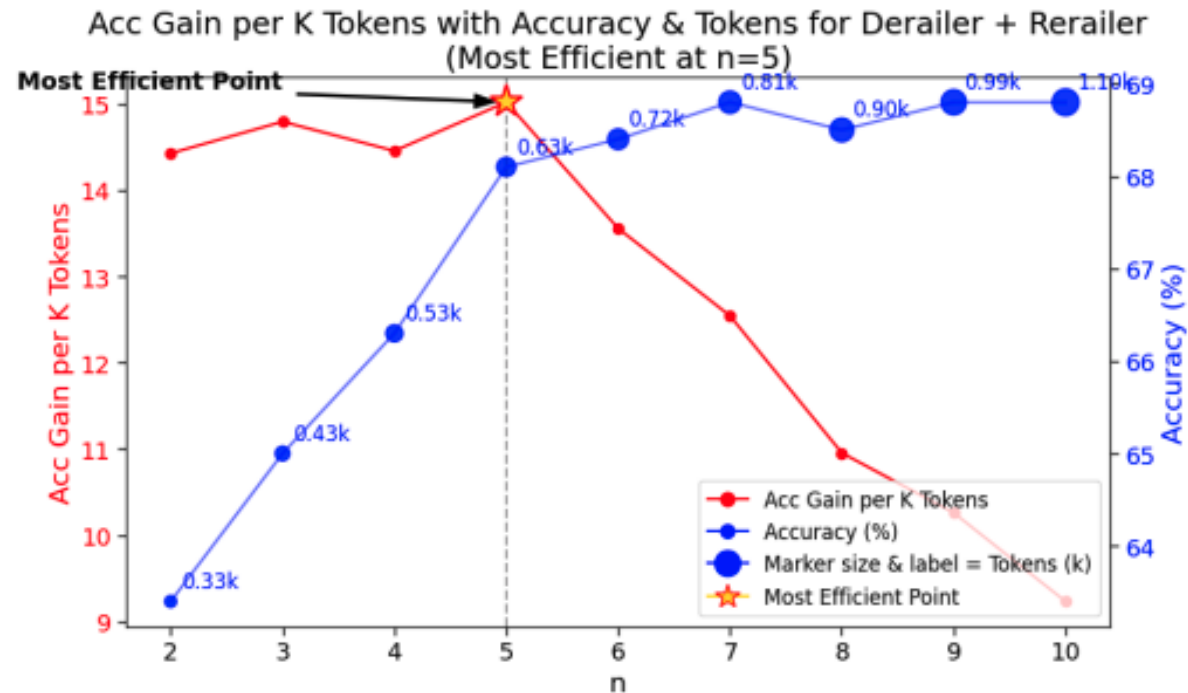 Acc Gain per K Tokens with Accuracy & Tokens for Derailer + Rerailer
(Most Efficient at n=5)
Most Efficient Point
Acc Gain per K Tokens
15
14
13
12
11
10
9
0.33k
0.43k
0.53k
0.63k
0.72k
0.81k
0.90k
0.99k
1.10k
69
68
67
66
65
64
Accuracy (%)
Acc Gain per K Tokens
Accuracy (%)
Marker size & label = Tokens (k)
Most Efficient Point
2 3 4 5 6 7 8 9 10
n